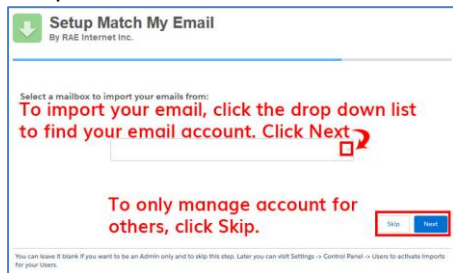 Setup Match My Email
By RAE Internet Inc.
Select a mailbox to import your emails from:
To import your email, click the drop down list
to find your email account. Click Next
To only manage account for
others, click Skip.
Skip
Next
You can leave it blank if you want to be an Admin only and to skip this step. Later you can visit Settings -> Control Panel -> Users to activate Imports
for your Users.